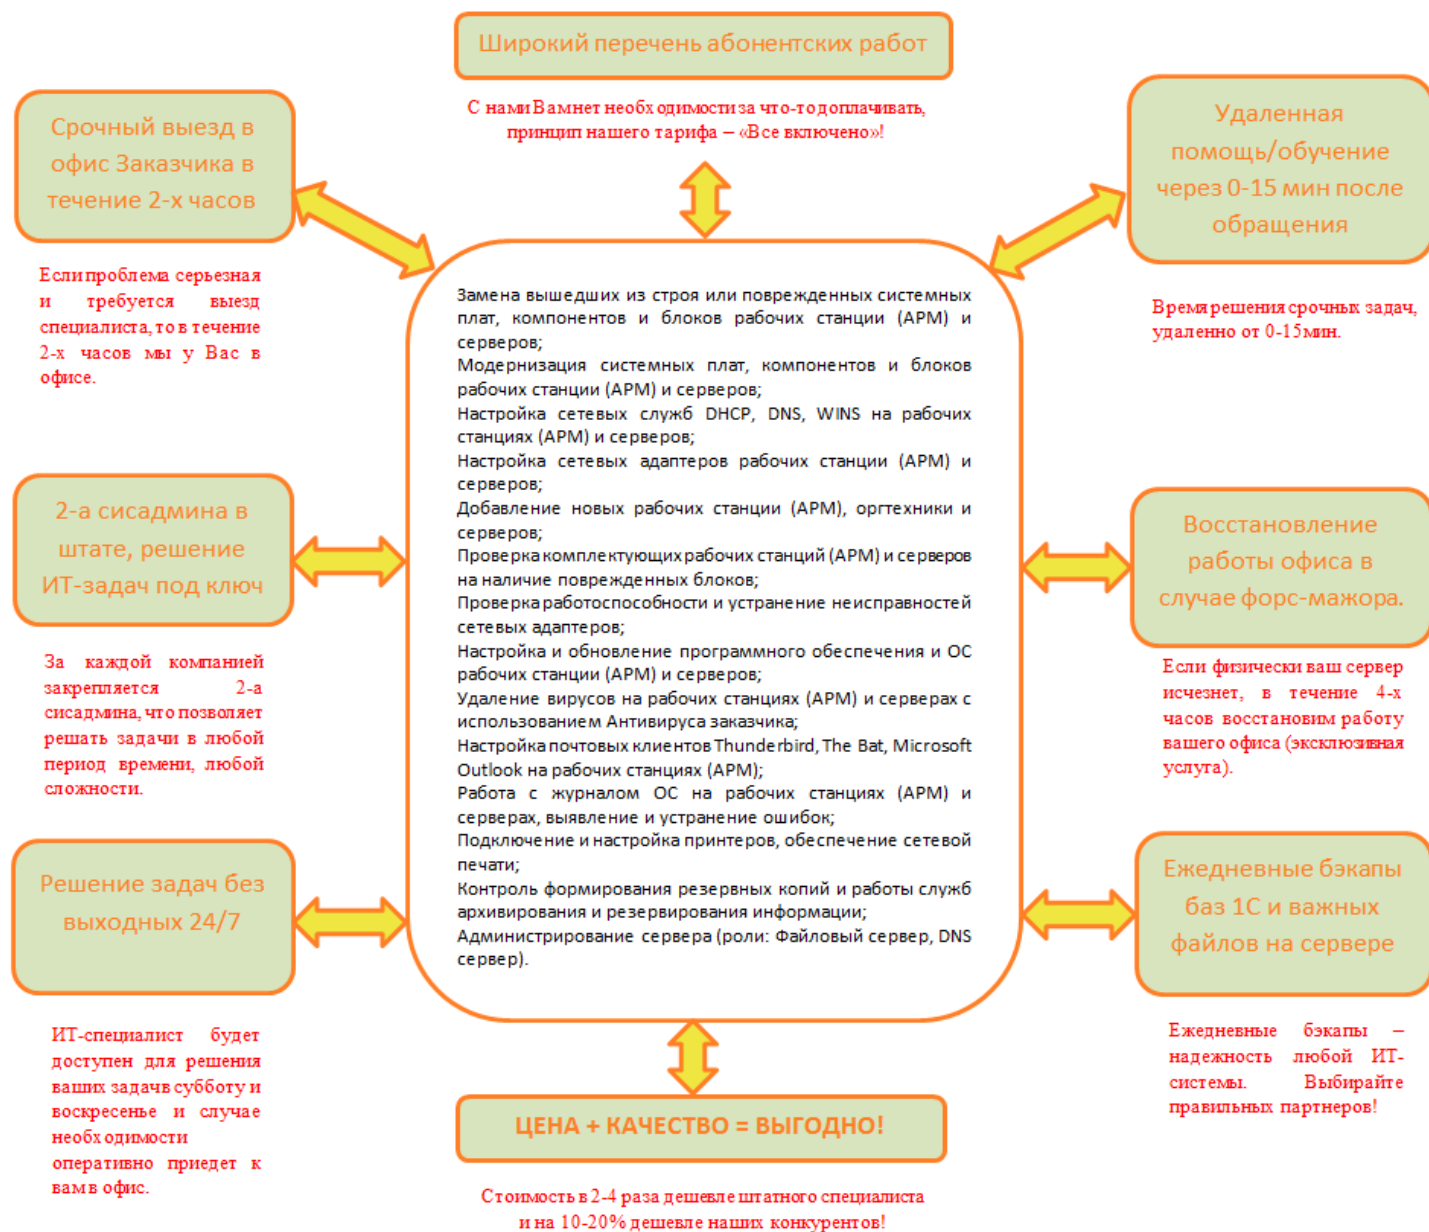 Широкий перечень абонентских работ
С нами Вам нет необходимости за что-то доплачивать,
принцип нашего тарифа – «Все включено»!
Срочный выезд в
офис Заказчика в
течение 2-х часов
Если проблема серьезная
и требуется выезд
специалиста, то в течение
2-х часов мы у Вас в
офисе.
2-а сисадмина в
штате, решение
ИТ-задач под ключ
За каждой компанией
закрепляется 2-а
сисадмина, что позволяет
решать задачи в любой
период времени, любой
сложности.
Решение задач без
выходных 24/7
ИТ-специалист будет
доступен для решения
ваших задач в субботу и
воскресенье и случае
необходимости
оперативно приедет к
вам в офис.
Замена вышедших из строя или поврежденных системных
плат, компонентов и блоков рабочих станции (АРМ) и
серверов;
Модернизация системных плат, компонентов и блоков
рабочих станции (АРМ) и серверов;
Настройка сетевых служб DHCP, DNS, WINS на рабочих
станциях (АРМ) и серверов;
Настройка сетевых адаптеров рабочих станции (АРМ) и
серверов;
Добавление новых рабочих станции (АРМ), оргтехники и
серверов;
Проверка комплектующих рабочих станций (АРМ) и серверов
на наличие поврежденных блоков;
Проверка работоспособности и устранение неисправностей
сетевых адаптеров;
Настройка и обновление программного обеспечения и ОС
рабочих станции (АРМ) и серверов;
Удаление вирусов на рабочих станциях (АРМ) и серверах с
использованием Антивируса заказчика;
Настройка почтовых клиентов Thunderbird, The Bat, Microsoft
Outlook на рабочих станциях (АРМ);
Работа с журналом ОС на рабочих станциях (АРМ) и
серверах, выявление и устранение ошибок;
Подключение и настройка принтеров, обеспечение сетевой
печати;
Контроль формирования резервных копий и работы служб
архивирования и резервирования информации;
Администрирование сервера (роли: Файловый сервер, DNS
сервер).
Удаленная
помощь/обучение
через 0-15 мин после
обращения
Время решения срочных задач,
удаленно от 0-15мин.
Восстановление
работы офиса в
случае форс-мажора.
Если физически ваш сервер
исчезнет, в течение 4-х
часов восстановим работу
вашего офиса (эксклюзивная
услуга).
Ежедневные бэкапы
баз 1С и важных
файлов на сервере
Ежедневные бэкапы –
надежность любой ИТ-
системы. Выбирайте
правильных партнеров!
ЦЕНА + КАЧЕСТВО = ВЫГОДНО!
Стоимость в 2-4 раза дешевле штатного специалиста
и на 10-20% дешевле наших конкурентов!